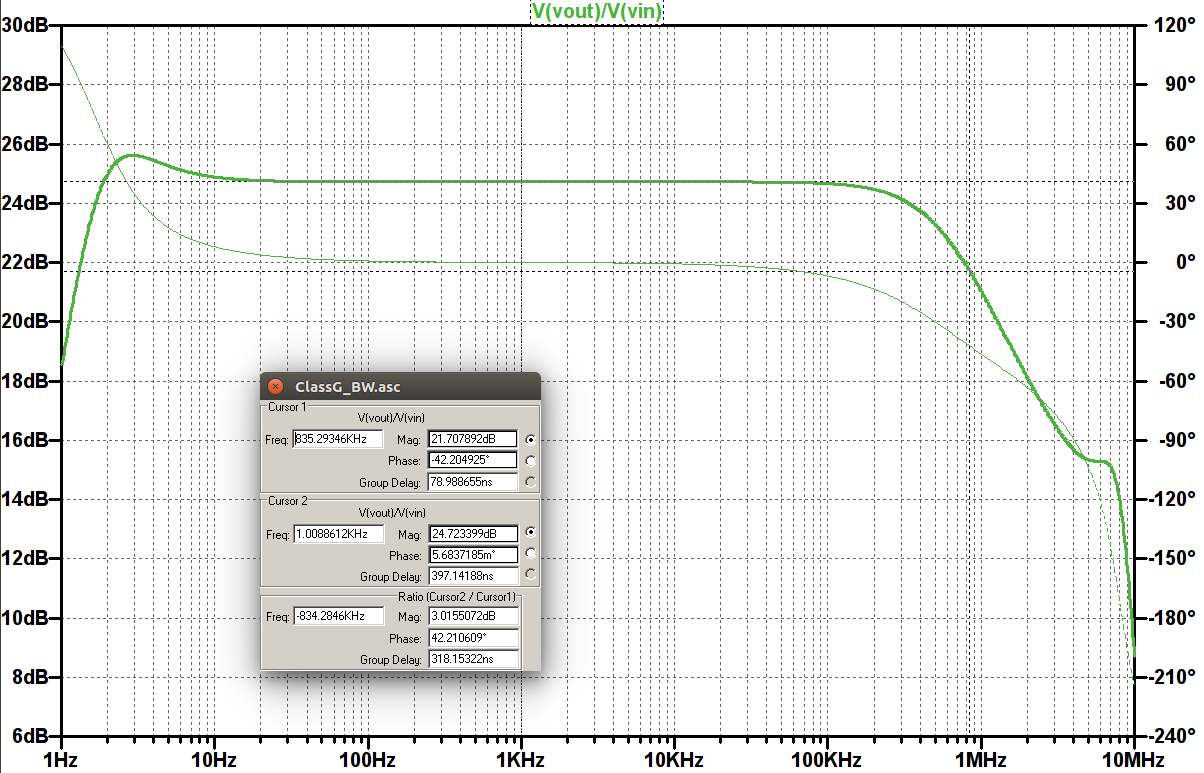 V(vout)/V(vin)
30dB 120°
28dB 90°
26dB 60°
24dB 30°
22dB 0°
20dB -30°
18dB -60°
16dB -90°
14dB -120°
12dB -150°
10dB -180°
8dB -210°
6dB -240°
1Hz 10Hz 100Hz 1KHz 10KHz 100KHz 1MHz 10MHz
ClassG_BW.asc
Cursor 1
V(vout)/V(vin)
Freq: 835.29346KHz Mag: 21.707892dB
Phase: -42.204925°
Group Delay: 78.988655ns
Cursor 2
V(vout)/V(vin)
Freq: 1.0088612KHz Mag: 24.723399dB
Phase: 5.6837185m°
Group Delay: 397.14188ns
Ratio (Cursor2 / Cursor1)
Freq: -834.2846KHz Mag: 3.0155072dB
Phase: 42.210609°
Group Delay: 318.15322ns